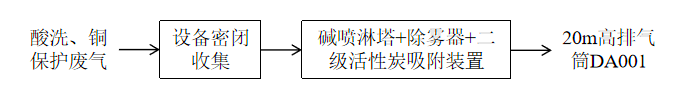 酸洗、铜
保护废气
设备密闭
收集
碱喷淋塔+除雾器+二
级活性炭吸附装置
20m高排气
筒DA001